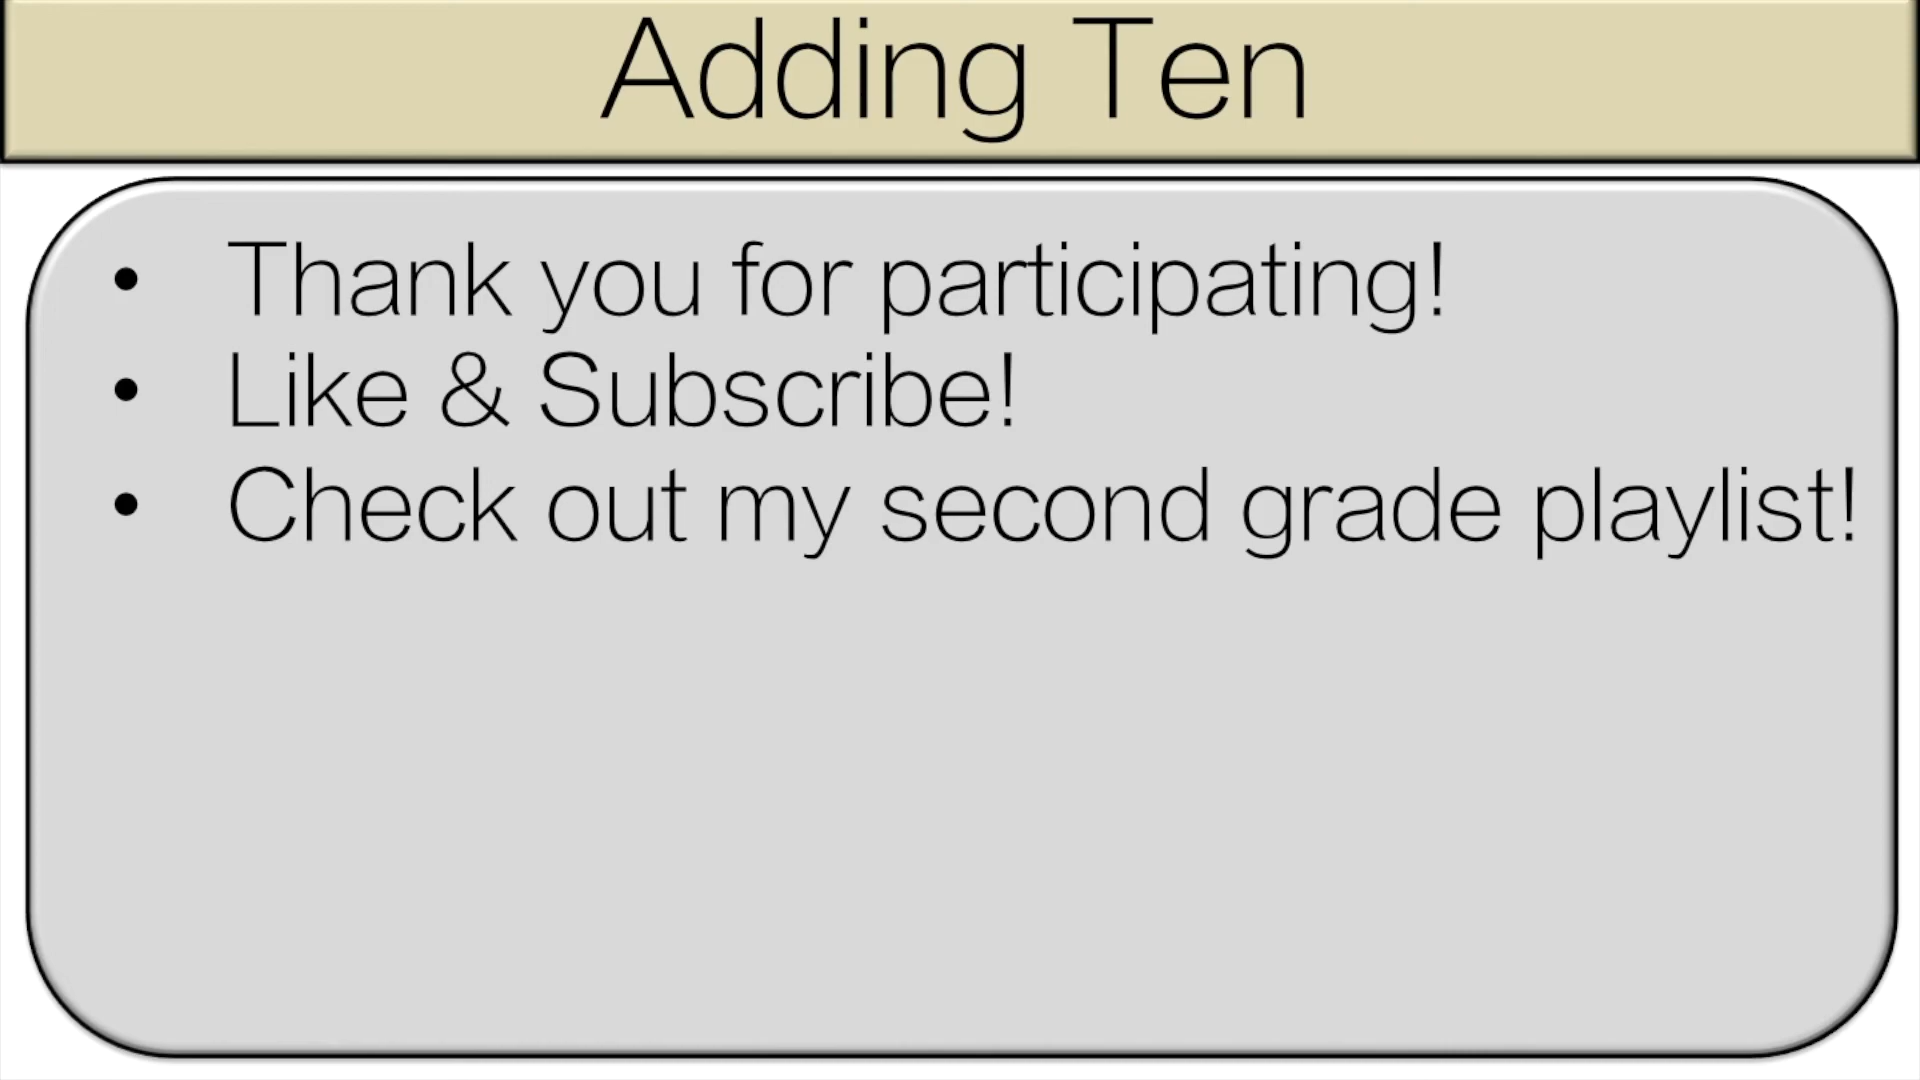 Adding Ten
• Thank you for participating!
• Like & Subscribe!
• Check out my second grade playlist!